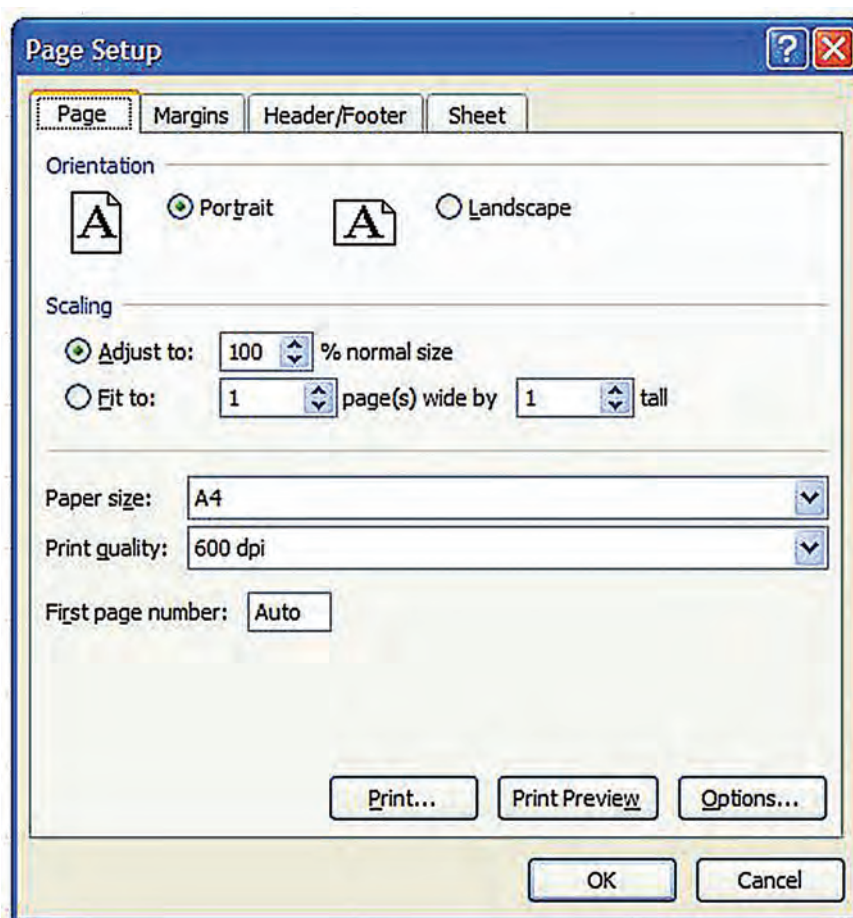 Page Setup
Page Margins Header/Footer Sheet
Orientation
A Portrait A Landscape
Scaling
Adjust to: 100 % normal size
Fit to: 1 page(s) wide by 1 tall
Paper size: A4
Print quality: 600 dpi
First page number: Auto
Print... Print Preview Options...
OK Cancel